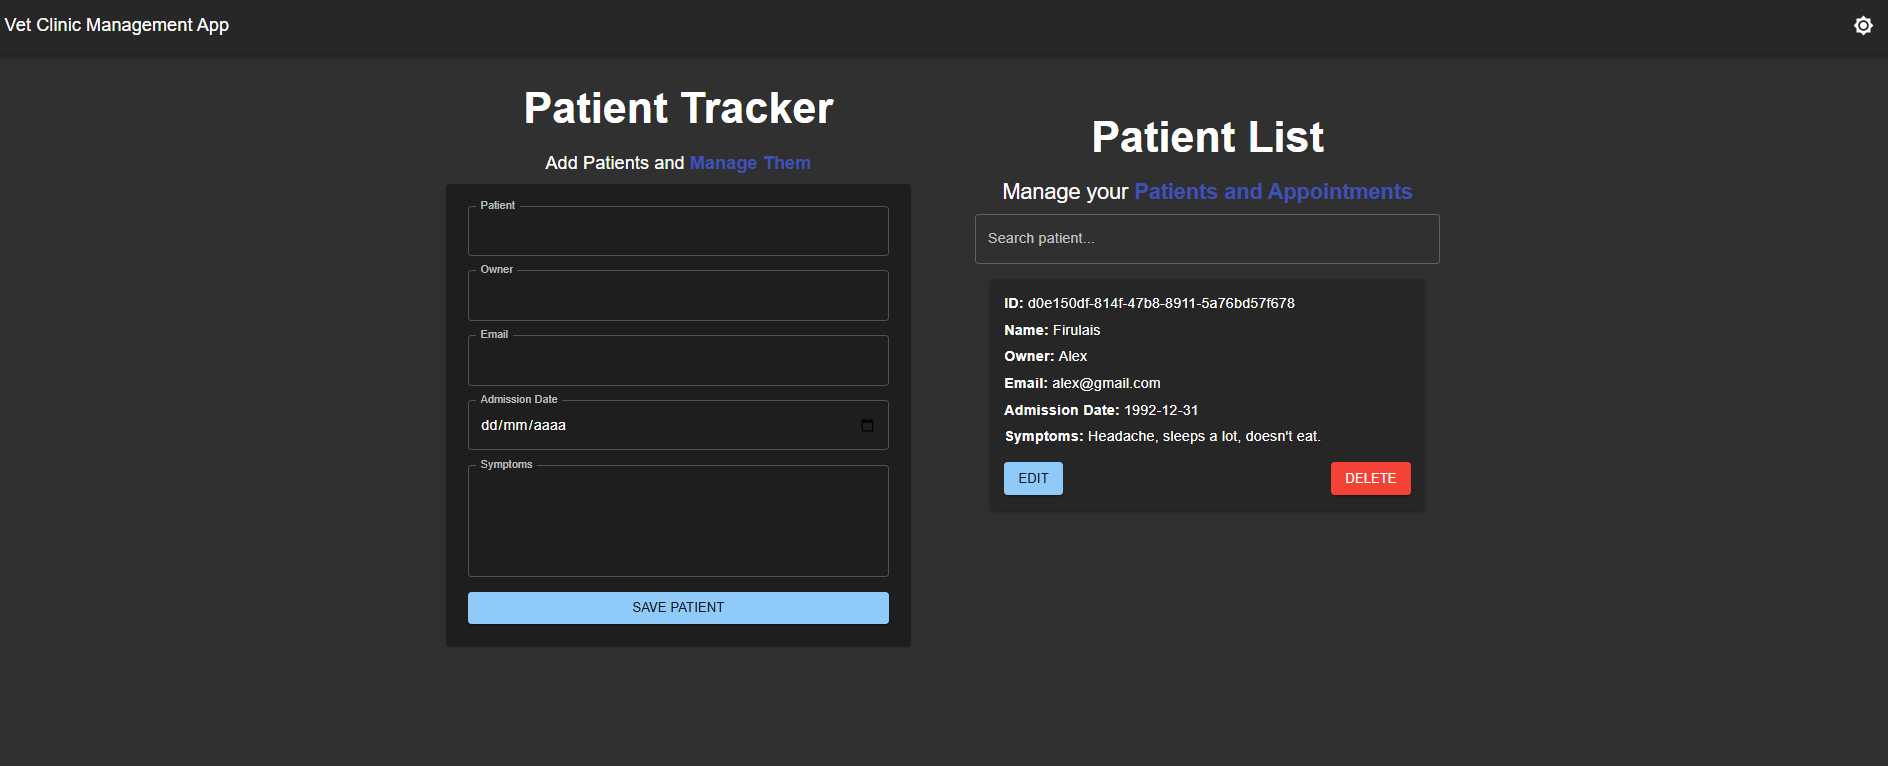 Vet Clinic Management App
Patient Tracker
Add Patients and Manage Them
Patient
Owner
Email
Admission Date
dd/mm/aaaa
Symptoms
SAVE PATIENT
Patient List
Manage your Patients and Appointments
Search patient...
ID: d0e150df-814f-47b8-8911-5a76bd57f678
Name: Firulais
Owner: Alex
Email: alex@gmail.com
Admission Date: 1992-12-31
Symptoms: Headache, sleeps a lot, doesn't eat.
EDIT
DELETE